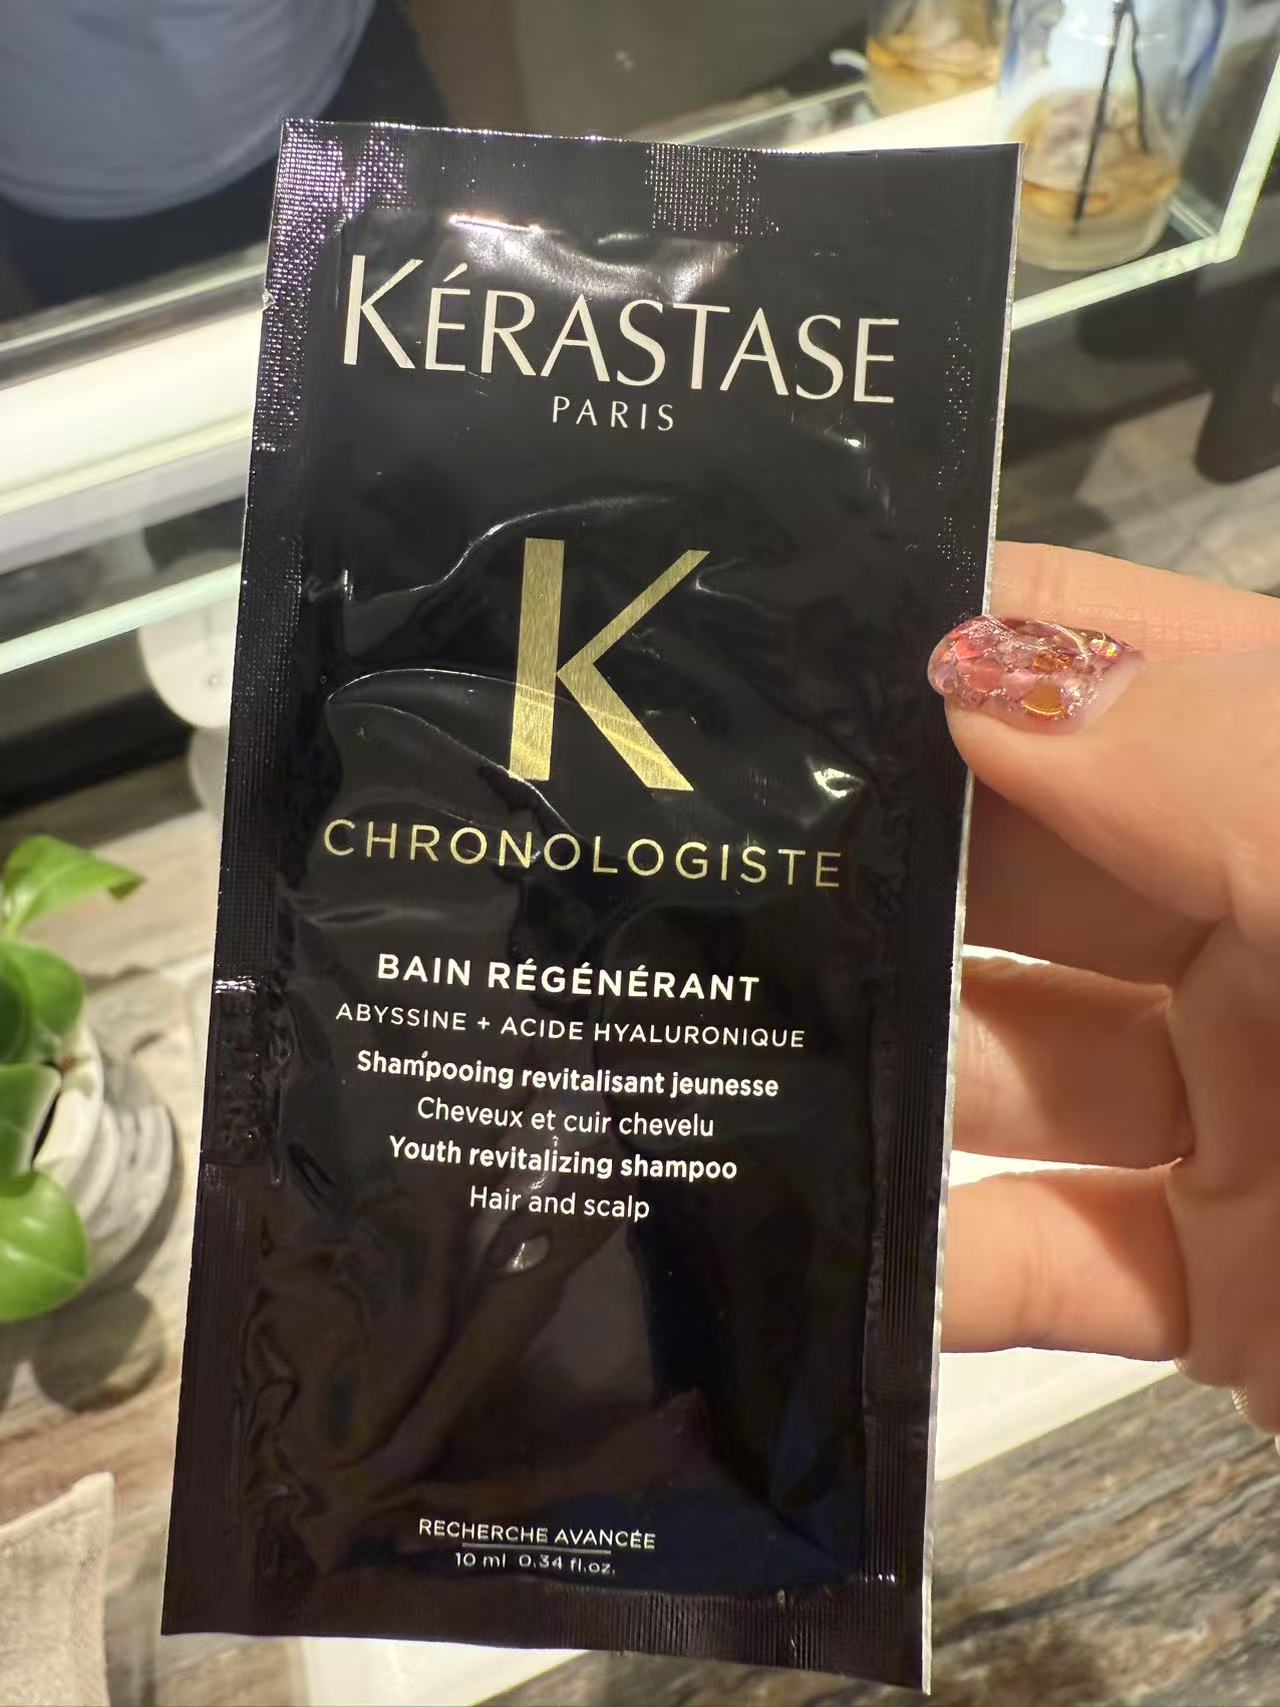 KÉRASTASE
PARIS
K
CHRONOLOGISTE
BAIN RÉGÉNÉRANT
ABYSSINE + ACIDE HYALURONIQUE
Shampooing revitalisant jeunesse
Cheveux et cuir chevelu
Youth revitalizing shampoo
Hair and scalp
RECHERCHE AVANCÉE
10 ml 0.34 fl.oz.